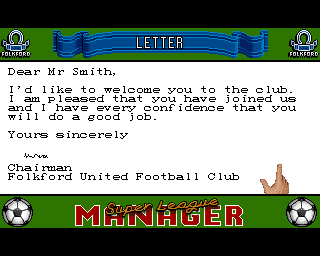 LETTER
FOLKFORD
FOLKFORD
Dear Mr Smith,
I'd like to welcome you to the club.
I am pleased that you have joined us
and I have every confidence that you
will do a good job.
Yours sincerely
Chairman
Folkford United Football Club
Super League
MANAGER